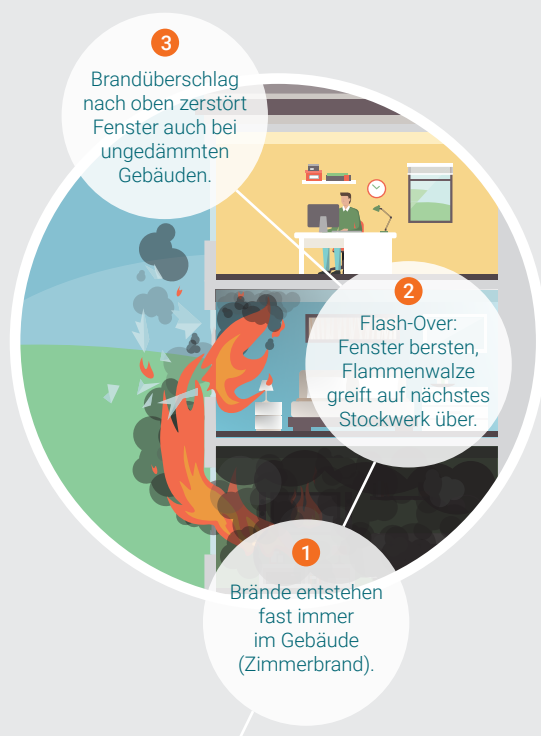 3
Brandüberschlag
nach oben zerstört
Fenster auch bei
ungedämmten
Gebäuden.
2
Flash-Over:
Fenster bersten,
Flammenwalze
greift auf nächstes
Stockwerk über.
1
Brände entstehen
fast immer
im Gebäude
(Zimmerbrand).